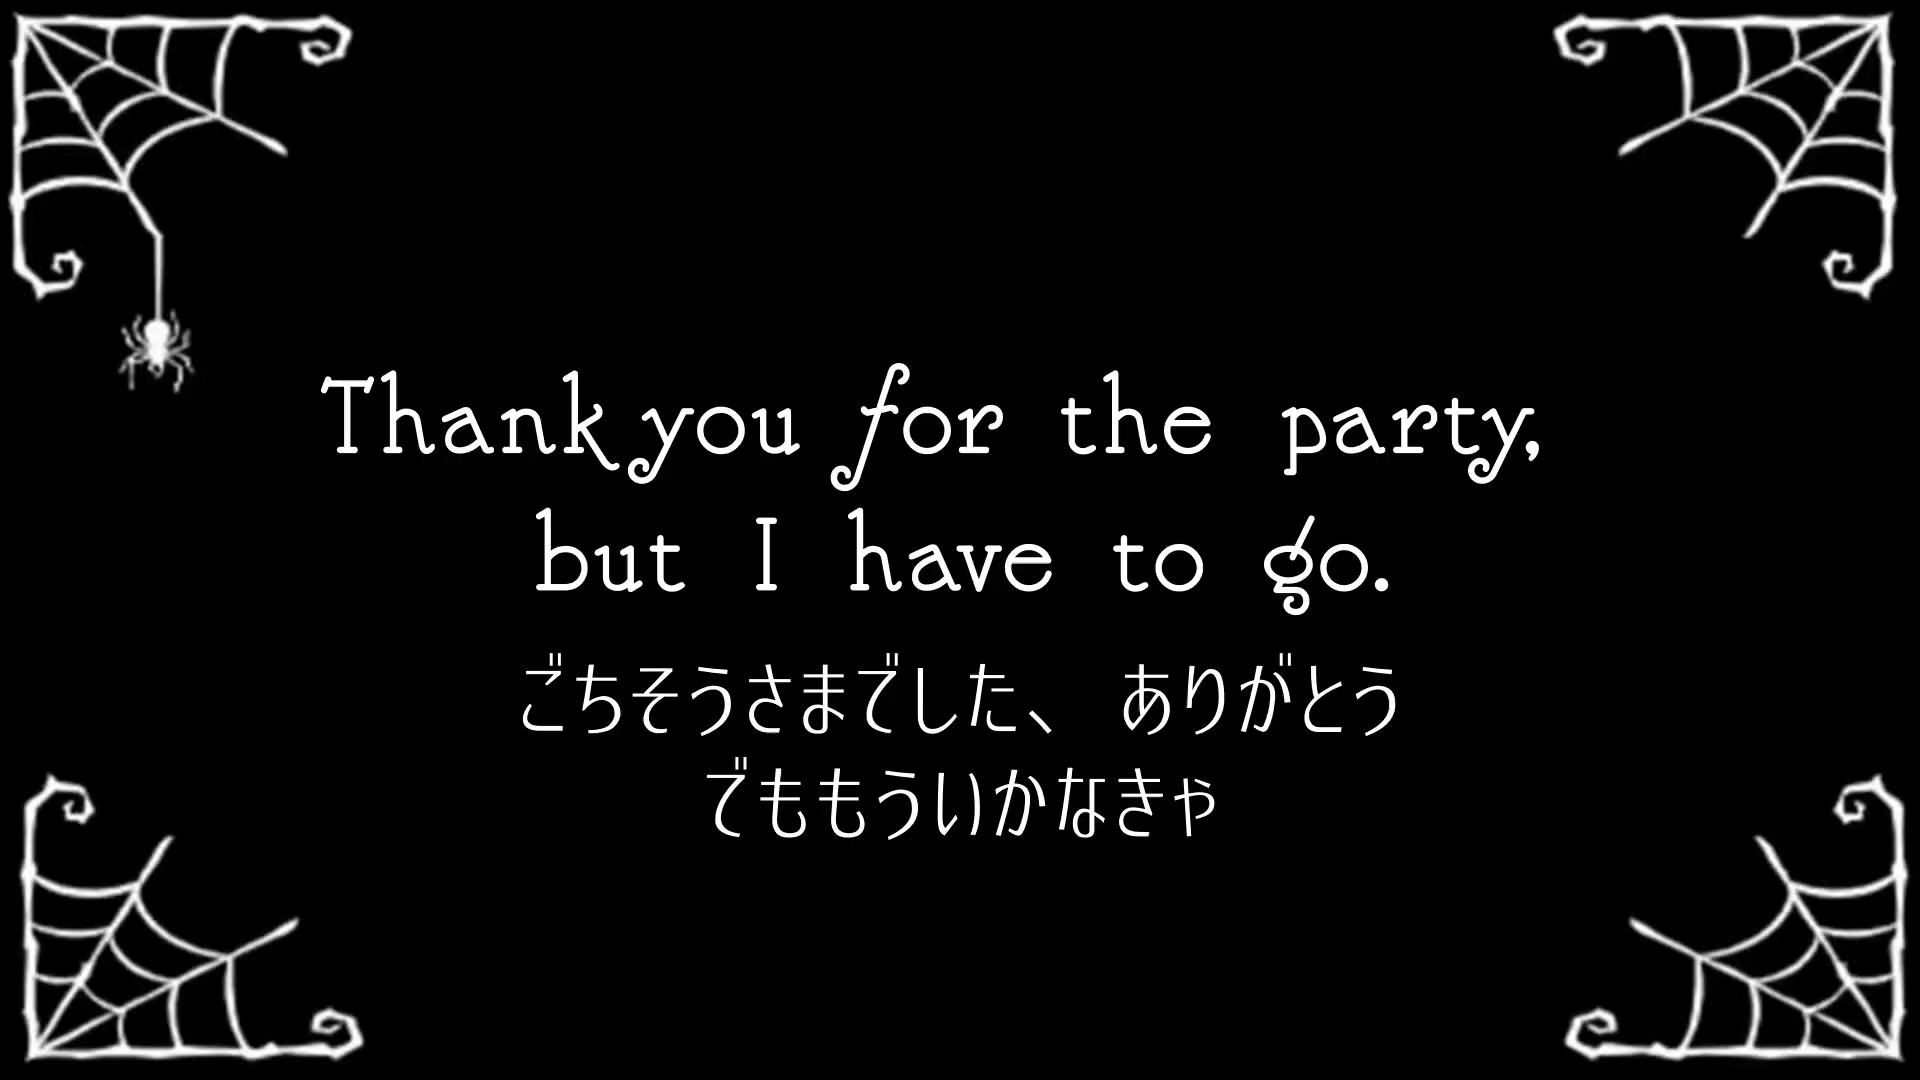 Thank you for the party,
but I have to go.
ごちそうさまでした、 ありがとう
でももういかなきゃ